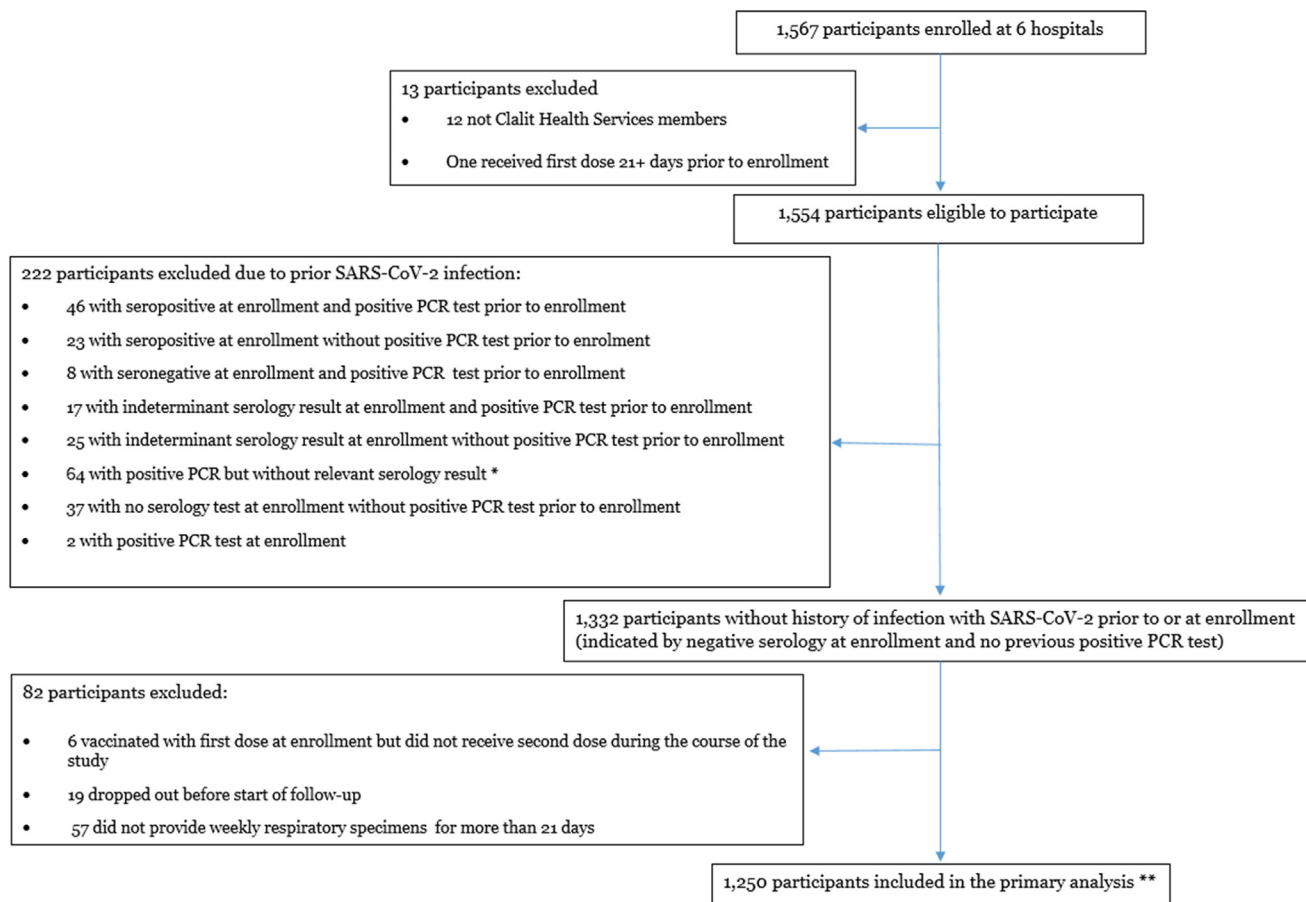 1,567 participants enrolled at 6 hospitals
13 participants excluded
• 12 not Clalit Health Services members
• One received first dose 21+ days prior to enrollment
1,554 participants eligible to participate
222 participants excluded due to prior SARS-CoV-2 infection:
• 46 with seropositive at enrollment and positive PCR test prior to enrollment
• 23 with seropositive at enrollment without positive PCR test prior to enrolment
• 8 with seronegative at enrollment and positive PCR test prior to enrollment
• 17 with indeterminant serology result at enrollment and positive PCR test prior to enrollment
• 25 with indeterminant serology result at enrollment without positive PCR test prior to enrollment
• 64 with positive PCR but without relevant serology result *
• 37 with no serology test at enrollment without positive PCR test prior to enrollment
• 2 with positive PCR test at enrollment
1,332 participants without history of infection with SARS-CoV-2 prior to or at enrollment
(indicated by negative serology at enrollment and no previous positive PCR test)
82 participants excluded:
• 6 vaccinated with first dose at enrollment but did not receive second dose during the course of the
study
• 19 dropped out before start of follow-up
• 57 did not provide weekly respiratory specimens for more than 21 days
1,250 participants included in the primary analysis **